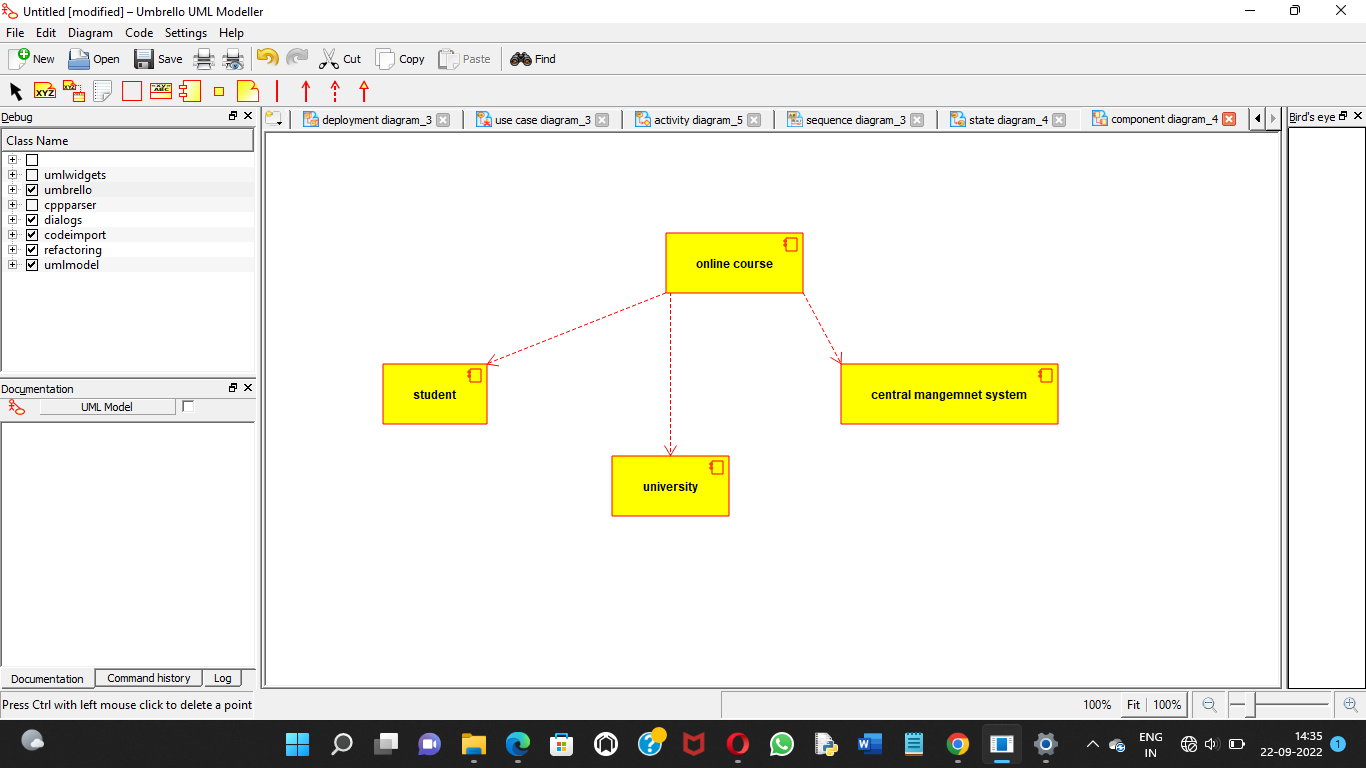 Untitled [modified] – Umbrello UML Modeller
File Edit Diagram Code Settings Help
New Open Save Cut Copy Paste Find
XYZ XYZ XY ABC
Debug
Class Name
umlwidgets
umbrello
cppparser
dialogs
codeimport
refactoring
umlmodel
Documentation
UML Model
Documentation Command history Log
deployment diagram_3 use case diagram_3 activity diagram_5 sequence diagram_3 state diagram_4 component diagram_4
Bird's eye
online course
student
central mangemnet system
university
Press Ctrl with left mouse click to delete a point
100% Fit 100%
ENG
IN
14:35
22-09-2022
1